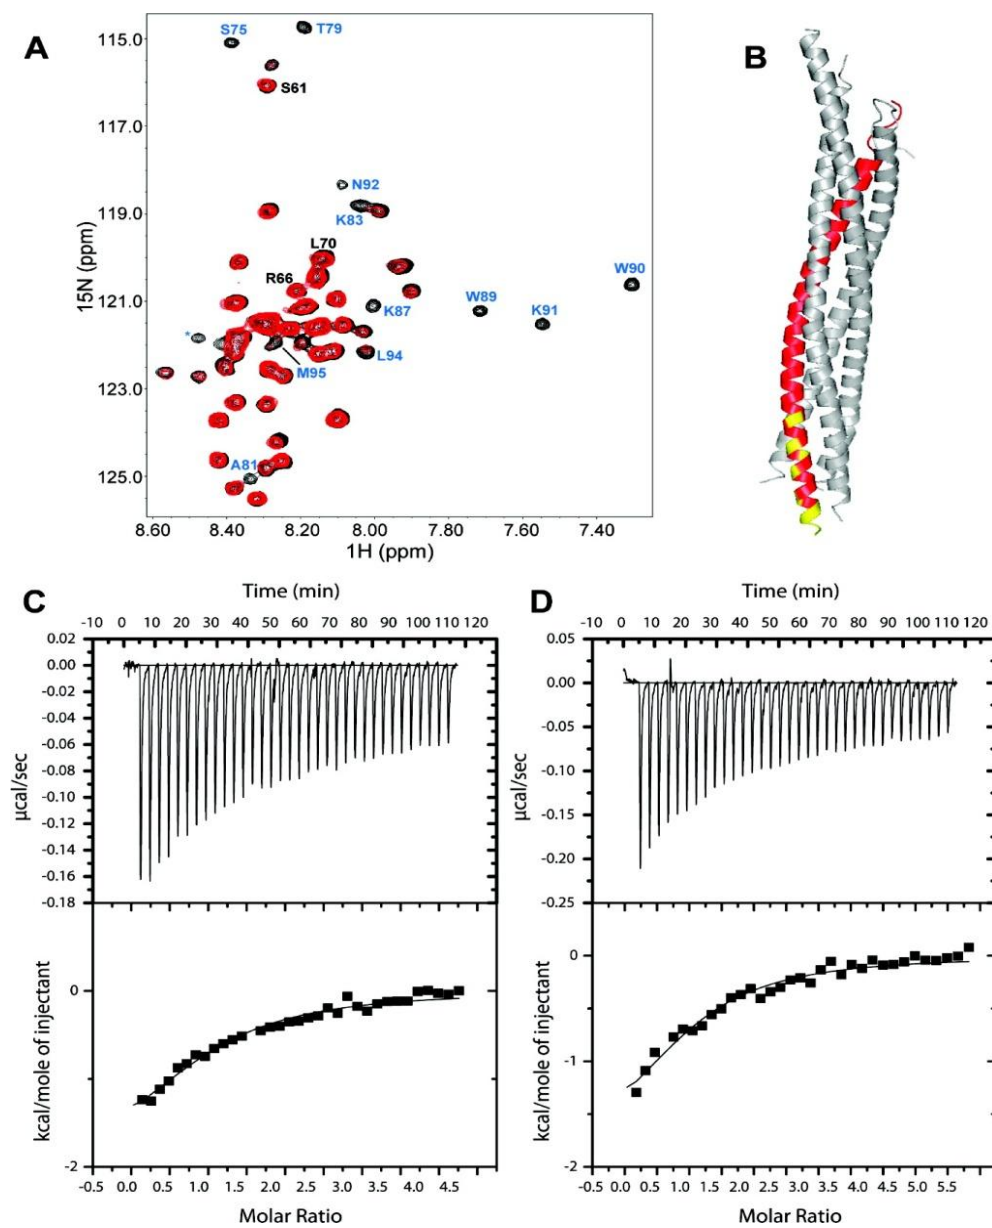 A
B
115.0
117.0
119.0
121.0
123.0
125.0
15N (ppm)
S75
T79
S61
N92
K83
L70
R66
K87
W89
K91
W90
*
L94
M95
A81
8.60 8.40 8.20 8.00 7.80 7.60 7.40
1H (ppm)
C
Time (min)
-10 0 10 20 30 40 50 60 70 80 90 100 110 120
0.02
0.00
-0.02
-0.04
-0.06
-0.08
-0.10
-0.12
-0.14
-0.16
-0.18
µcal/sec
0
-2
kcal/mole of injectant
-0.5 0.0 0.5 1.0 1.5 2.0 2.5 3.0 3.5 4.0 4.5
Molar Ratio
D
Time (min)
-10 0 10 20 30 40 50 60 70 80 90 100 110 120
0.05
0.00
-0.05
-0.10
-0.15
-0.20
-0.25
µcal/sec
0
-1
-2
kcal/mole of injectant
-0.5 0.0 0.5 1.0 1.5 2.0 2.5 3.0 3.5 4.0 4.5 5.0 5.5
Molar Ratio